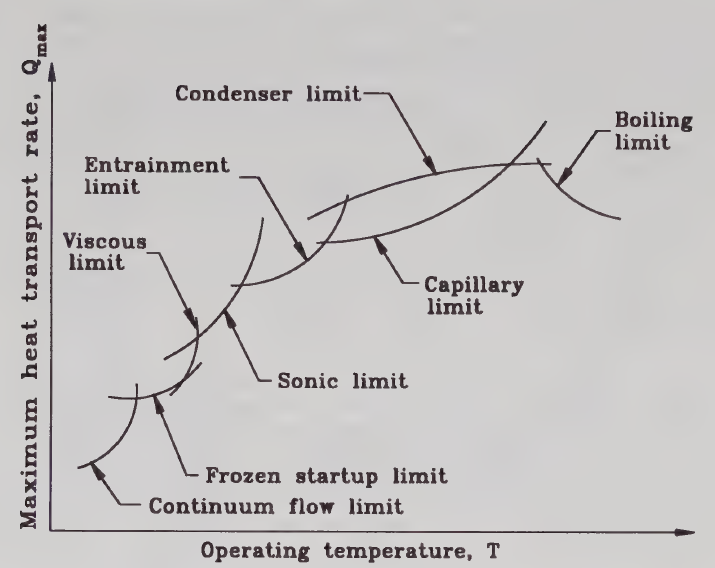 Maximum heat transport rate, Qmax
Condenser limit
Boiling
limit
Entrainment
limit
Viscous
limit
Capillary
limit
Sonic limit
Frozen startup limit
Continuum flow limit
Operating temperature, T